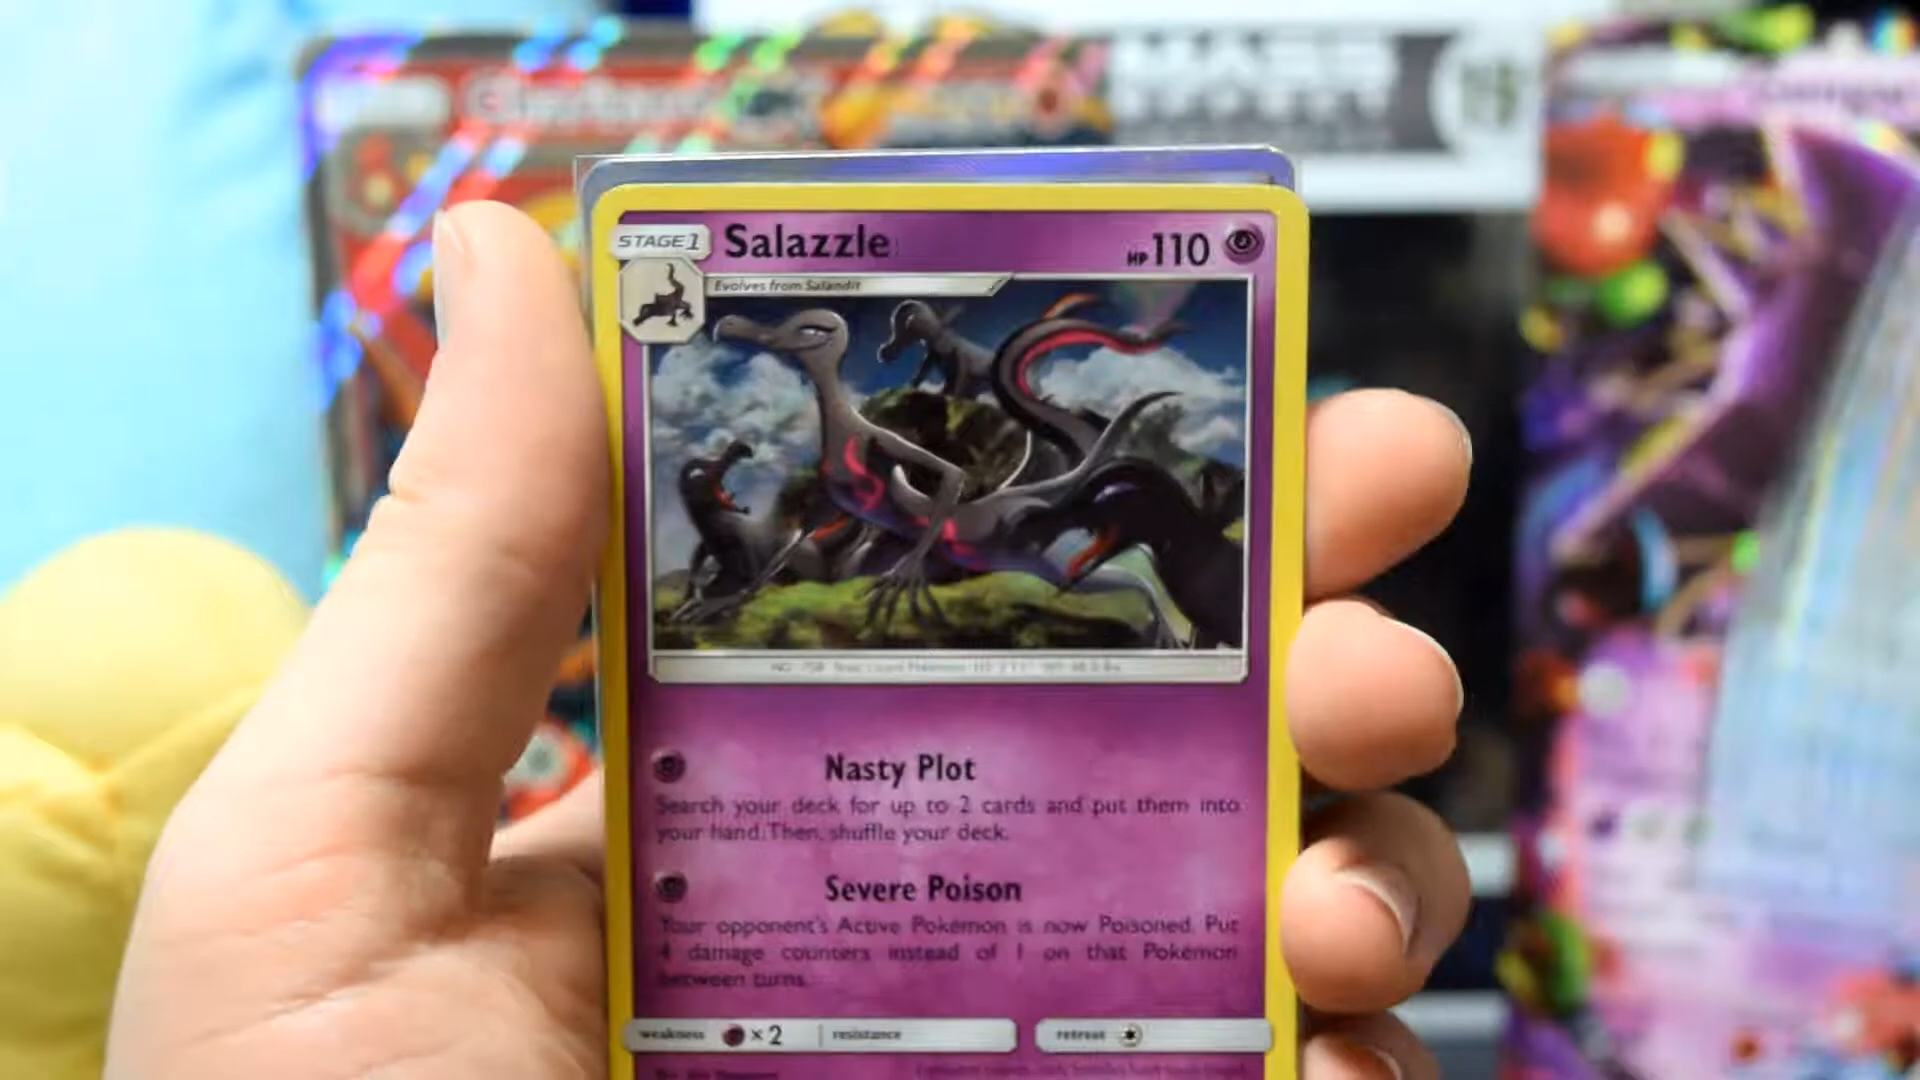 STAGE1 Salazzle HP110
Evolves from Salandit
Nasty Plot
Search your deck for up to 2 cards and put them into
your hand. Then, shuffle your deck.
Severe Poison
Your opponent's Active Pokémon is now Poisoned. Put
4 damage counters instead of 1 on that Pokémon
between turns.
weakness ×2 resistance retreat